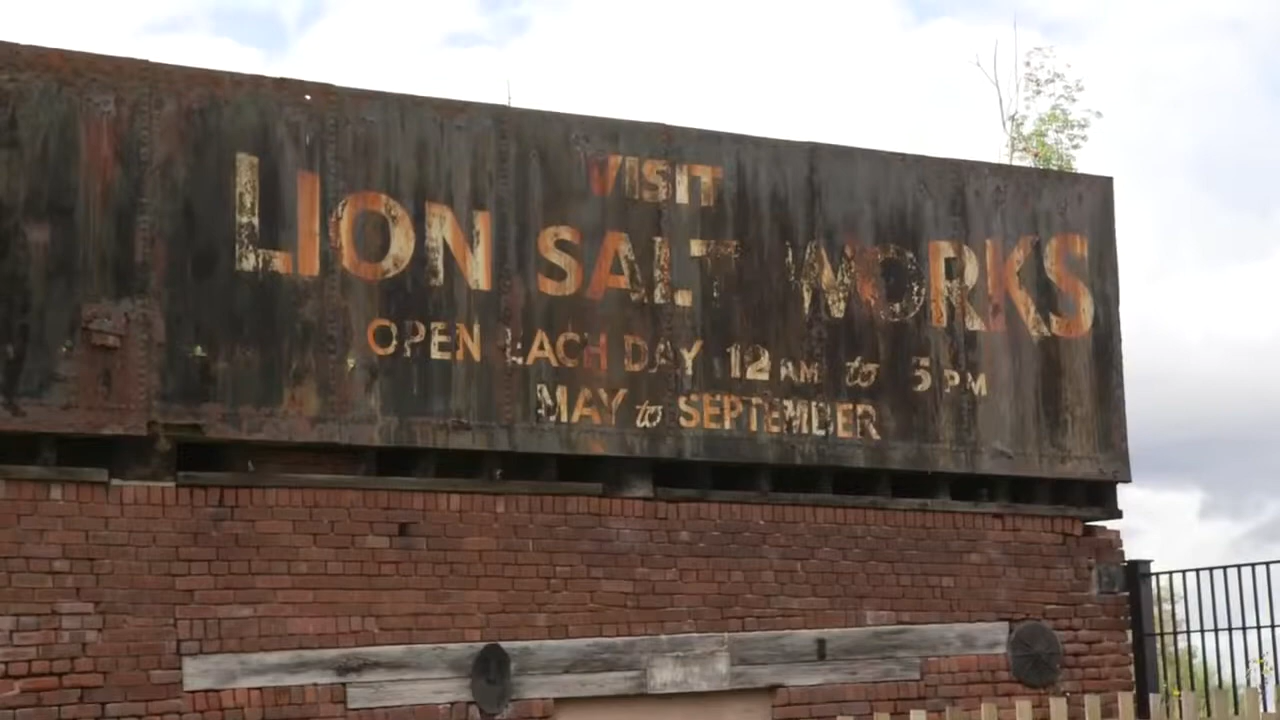 VISIT
LION SALT WORKS
OPEN EACH DAY 12 AM to 5 PM
MAY to SEPTEMBER